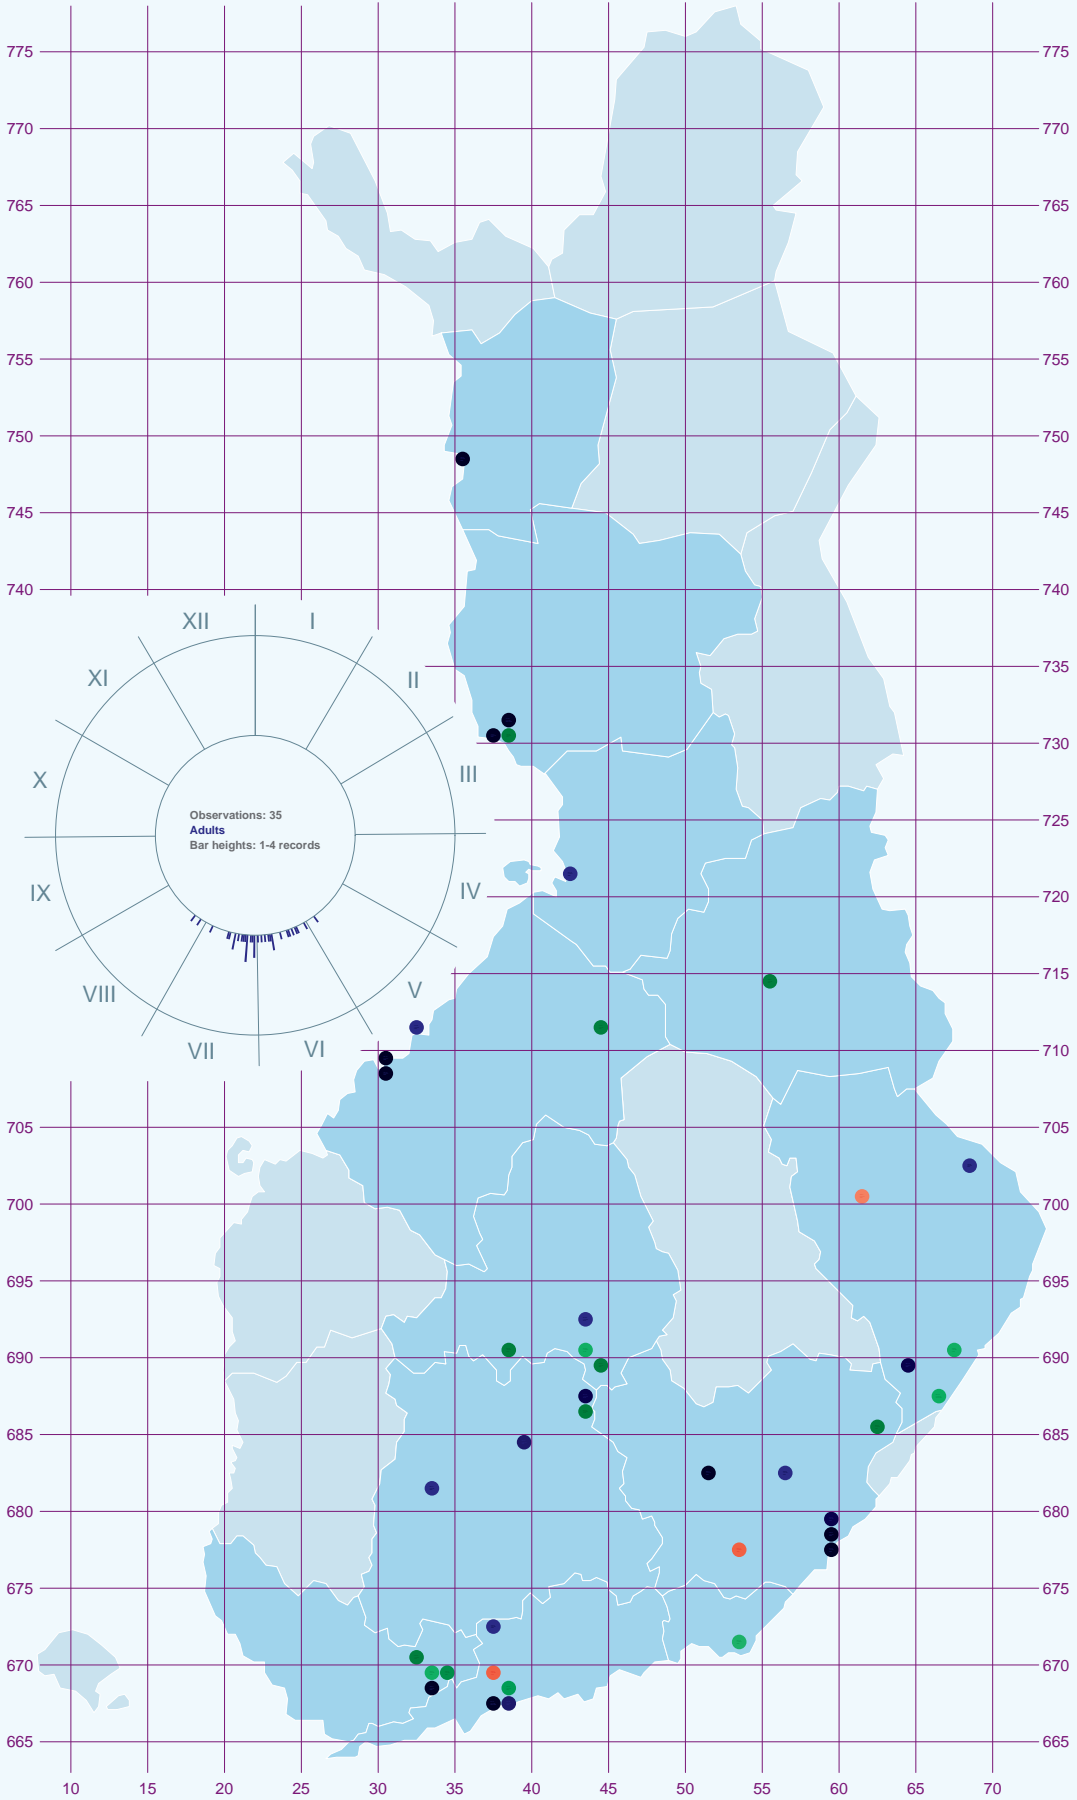 775 775
770 770
765 765
760 760
755 755
750 750
745 745
740 740
XII I
XI II
735
730
X III
Observations: 35
Adults
Bar heights: 1-4 records
725
IX IV
720
VIII V
715
VII VI
710
705 705
700 700
695 695
690 690
685 685
680 680
675 675
670 670
665 665
10 15 20 25 30 35 40 45 50 55 60 65 70